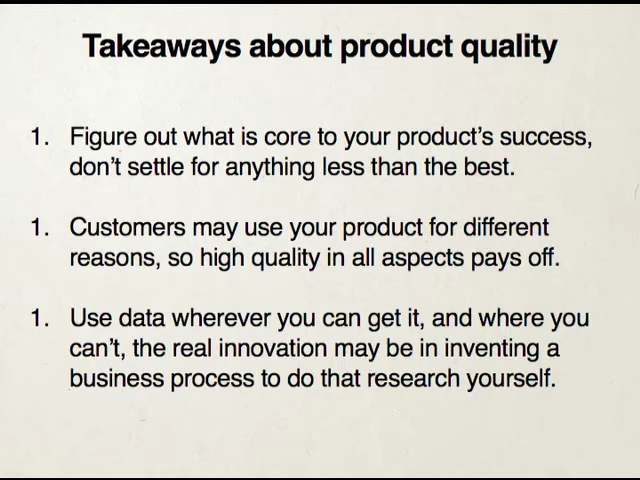 Takeaways about product quality
1. Figure out what is core to your product's success,
don't settle for anything less than the best.
1. Customers may use your product for different
reasons, so high quality in all aspects pays off.
1. Use data wherever you can get it, and where you
can't, the real innovation may be in inventing a
business process to do that research yourself.